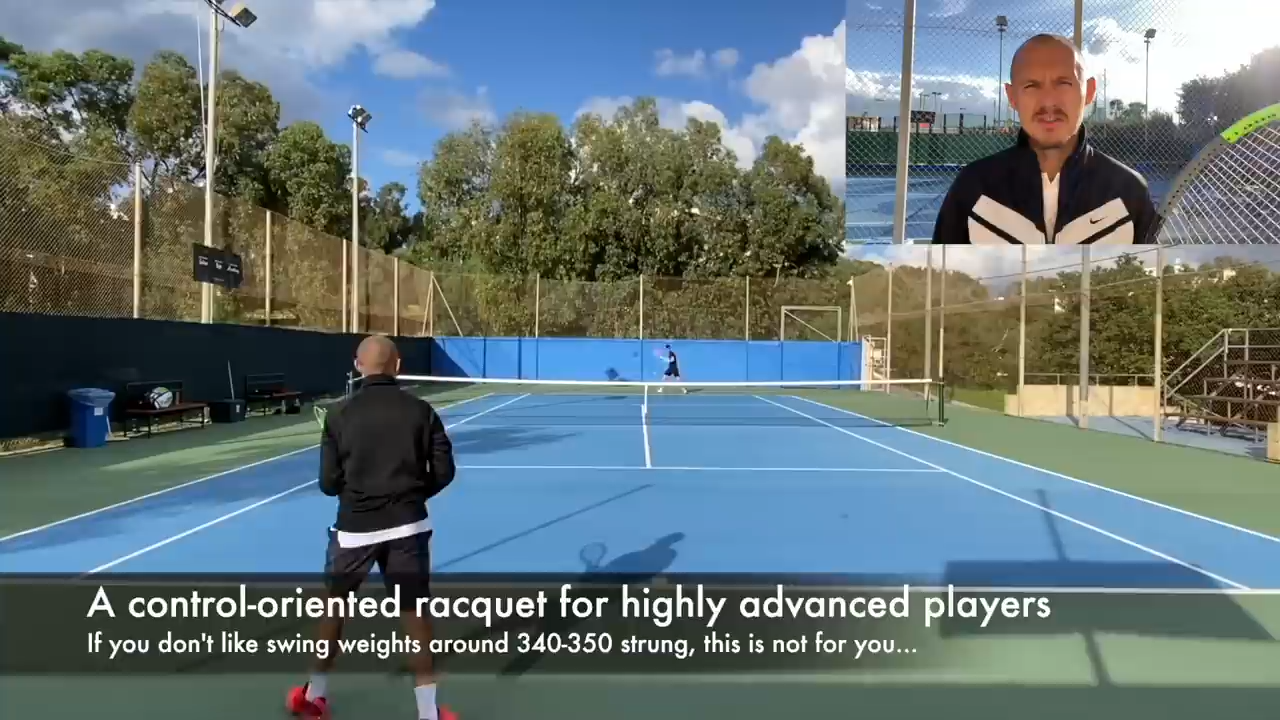 A control-oriented racquet for highly advanced players
If you don't like swing weights around 340-350 strung, this is not for you...